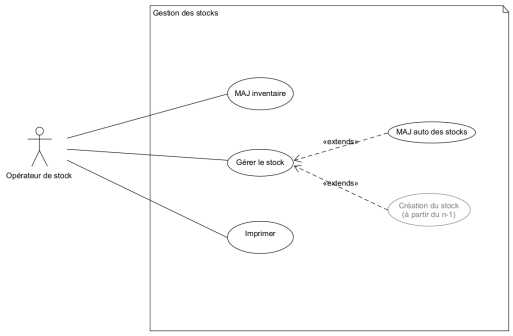 Gestion des stocks
MAJ inventaire
MAJ auto des stocks
«extends»
Gérer le stock
Opérateur de stock
«extends»
Création du stock
(à partir du n-1)
Imprimer